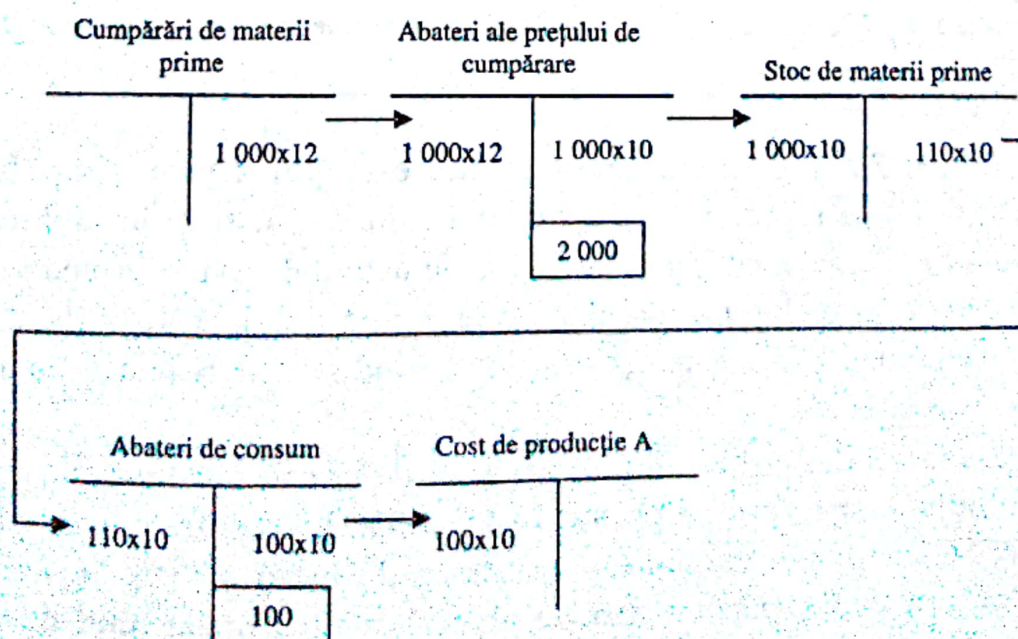 Cumpărări de materii
prime
Abateri ale prețului de
cumpărare
Stoc de materii prime
1 000x12
1 000x12
1 000x10
1 000x10
110x10
2 000
Abateri de consum
Cost de producție A
110x10
100x10
100x10
100